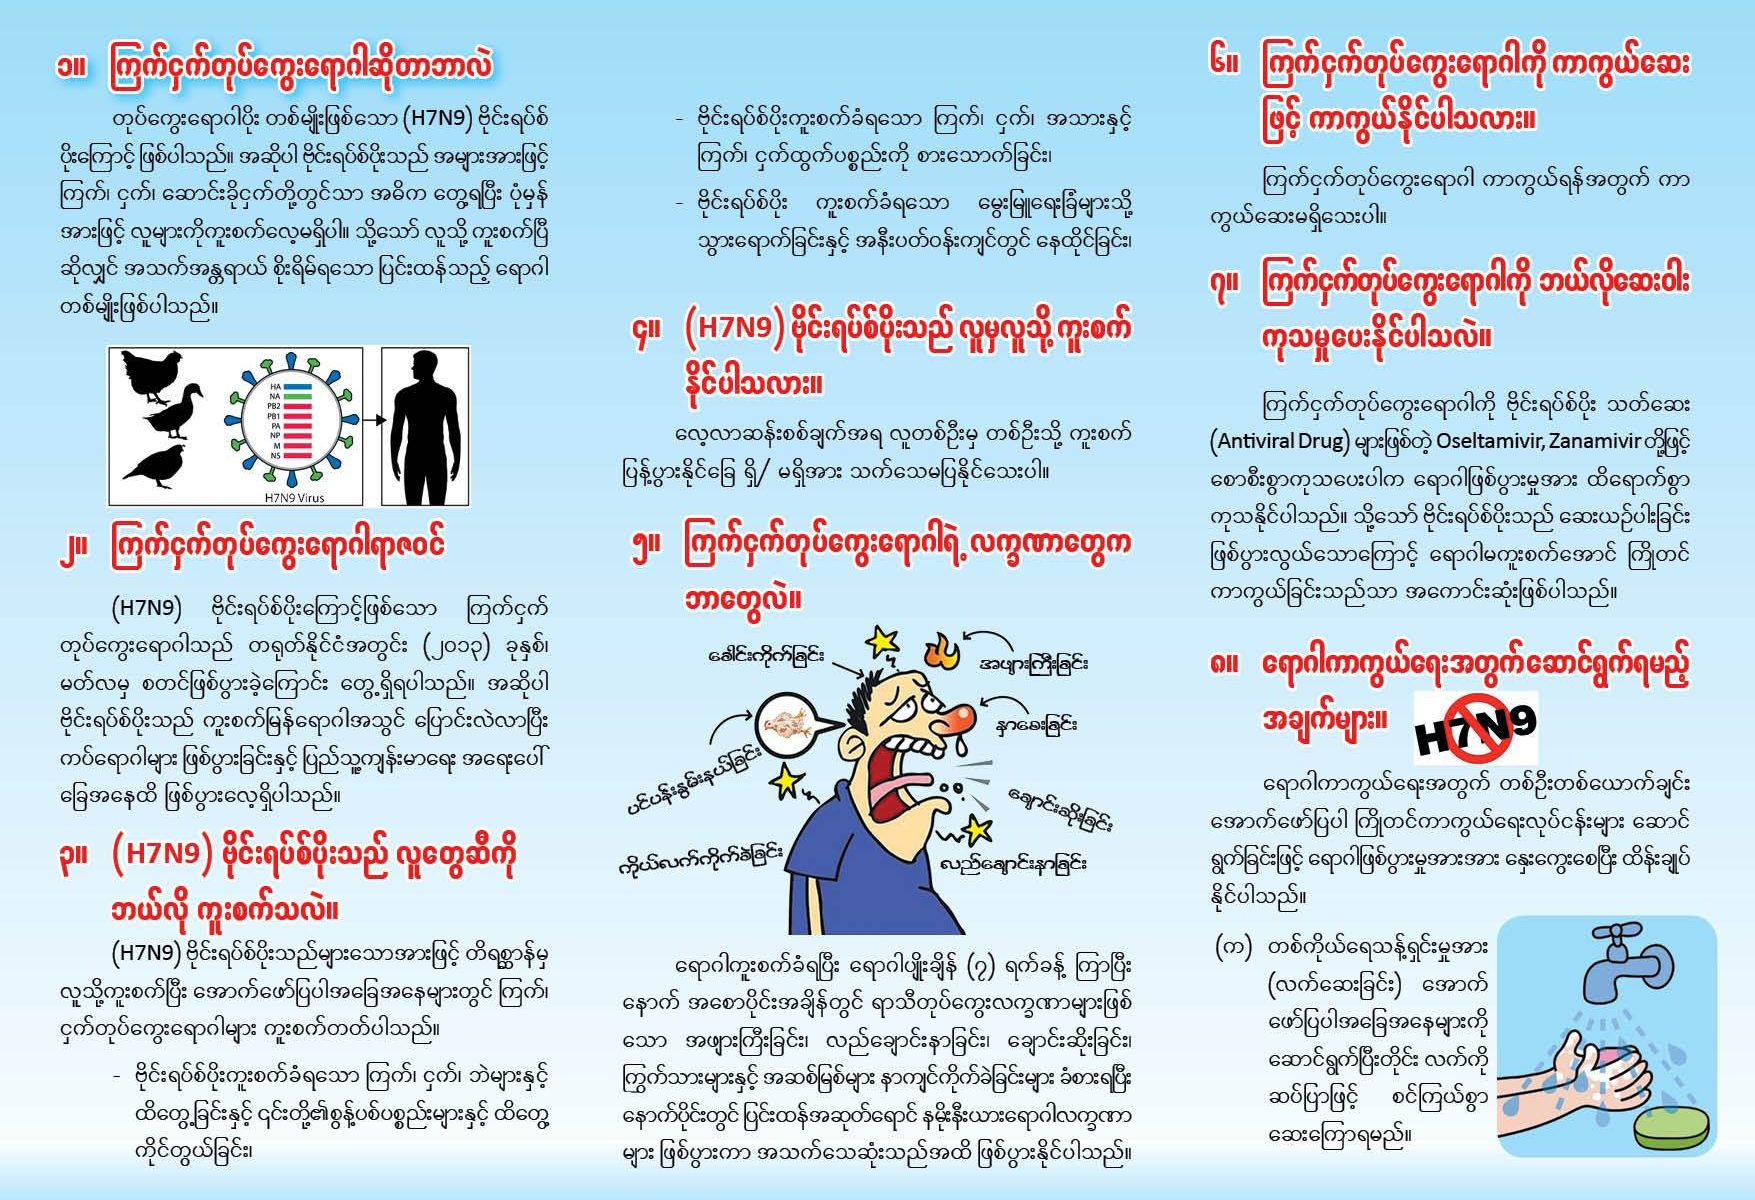 ၁။ ကြက်ငှက်တုပ်ကွေးရောဂါဆိုတာဘာလဲ
တုပ်ကွေးရောဂါပိုး တစ်မျိုးဖြစ်သော (H7N9) ဗိုင်းရပ်စ်
ပိုးကြောင့် ဖြစ်ပါသည်။ အဆိုပါ ဗိုင်းရပ်စ်ပိုးသည် အများအားဖြင့်
ကြက်၊ ငှက်၊ ဆောင်းခိုငှက်တို့တွင်သာ အဓိက တွေ့ရပြီး ပုံမှန်
အားဖြင့် လူများကိုကူးစက်လေ့မရှိပါ။ သို့သော် လူသို့ ကူးစက်ပြီ
ဆိုလျှင် အသက်အန္တရာယ် စိုးရိမ်ရသော ပြင်းထန်သည့် ရောဂါ
တစ်မျိုးဖြစ်ပါသည်။
HA
NA
PB2
PB1
PA
NP
M
NS
H7N9 Virus
၂။ ကြက်ငှက်တုပ်ကွေးရောဂါရာဇဝင်
(H7N9) ဗိုင်းရပ်စ်ပိုးကြောင့်ဖြစ်သော ကြက်ငှက်
တုပ်ကွေးရောဂါသည် တရုတ်နိုင်ငံအတွင်း (၂၀၁၃) ခုနှစ်၊
မတ်လမှ စတင်ဖြစ်ပွားခဲ့ကြောင်း တွေ့ရှိရပါသည်။ အဆိုပါ
ဗိုင်းရပ်စ်ပိုးသည် ကူးစက်မြန်ရောဂါအသွင် ပြောင်းလဲလာပြီး
ကပ်ရောဂါများ ဖြစ်ပွားခြင်းနှင့် ပြည်သူ့ကျန်းမာရေး အရေးပေါ်
ခြေအနေထိ ဖြစ်ပွားလေ့ရှိပါသည်။
၃။ (H7N9) ဗိုင်းရပ်စ်ပိုးသည် လူတွေဆီကို
ဘယ်လို ကူးစက်သလဲ။
(H7N9) ဗိုင်းရပ်စ်ပိုးသည်များသောအားဖြင့် တိရစ္ဆာန်မှ
လူသို့ကူးစက်ပြီး အောက်ဖော်ပြပါအခြေအနေများတွင် ကြက်၊
ငှက်တုပ်ကွေးရောဂါများ ကူးစက်တတ်ပါသည်။
- ဗိုင်းရပ်စ်ပိုးကူးစက်ခံရသော ကြက်၊ ငှက်၊ ဘဲများနှင့်
ထိတွေ့ခြင်းနှင့် ၎င်းတို့၏စွန့်ပစ်ပစ္စည်းများနှင့် ထိတွေ့
ကိုင်တွယ်ခြင်း၊
- ဗိုင်းရပ်စ်ပိုးကူးစက်ခံရသော ကြက်၊ ငှက်၊ အသားနှင့်
ကြက်၊ ငှက်ထွက်ပစ္စည်းကို စားသောက်ခြင်း၊
- ဗိုင်းရပ်စ်ပိုး ကူးစက်ခံရသော မွေးမြူရေးခြံများသို့
သွားရောက်ခြင်းနှင့် အနီးပတ်ဝန်းကျင်တွင် နေထိုင်ခြင်း၊
၄။ (H7N9) ဗိုင်းရပ်စ်ပိုးသည် လူမှလူသို့ ကူးစက်
နိုင်ပါသလား။
လေ့လာဆန်းစစ်ချက်အရ လူတစ်ဦးမှ တစ်ဦးသို့ ကူးစက်
ပြန့်ပွားနိုင်ခြေ ရှိ/ မရှိအား သက်သေမပြနိုင်သေးပါ။
၅။ ကြက်ငှက်တုပ်ကွေးရောဂါရဲ့ လက္ခဏာတွေက
ဘာတွေလဲ။
ခေါင်းကိုက်ခြင်း
အဖျားကြီးခြင်း
နှာစေးခြင်း
ပင်ပန်းနွမ်းနယ်ခြင်း
ချောင်းဆိုးခြင်း
ကိုယ်လက်ကိုက်ခဲခြင်း
လည်ချောင်းနာခြင်း
ရောဂါကူးစက်ခံရပြီး ရောဂါပျိုးချိန် (၇) ရက်ခန့် ကြာပြီး
နောက် အစောပိုင်းအချိန်တွင် ရာသီတုပ်ကွေးလက္ခဏာများဖြစ်
သော အဖျားကြီးခြင်း၊ လည်ချောင်းနာခြင်း၊ ချောင်းဆိုးခြင်း၊
ကြွက်သားများနှင့် အဆစ်မြစ်များ နာကျင်ကိုက်ခဲခြင်းများ ခံစားရပြီး
နောက်ပိုင်းတွင် ပြင်းထန်အဆုတ်ရောင် နမိုးနီးယားရောဂါလက္ခဏာ
များ ဖြစ်ပွားကာ အသက်သေဆုံးသည်အထိ ဖြစ်ပွားနိုင်ပါသည်။
၆။ ကြက်ငှက်တုပ်ကွေးရောဂါကို ကာကွယ်ဆေး
ဖြင့် ကာကွယ်နိုင်ပါသလား။
ကြက်ငှက်တုပ်ကွေးရောဂါ ကာကွယ်ရန်အတွက် ကာ
ကွယ်ဆေးမရှိသေးပါ။
၇။ ကြက်ငှက်တုပ်ကွေးရောဂါကို ဘယ်လိုဆေးဝါး
ကုသမှုပေးနိုင်ပါသလဲ။
ကြက်ငှက်တုပ်ကွေးရောဂါကို ဗိုင်းရပ်စ်ပိုး သတ်ဆေး
(Antiviral Drug) များဖြစ်တဲ့ Oseltamivir, Zanamivir တို့ဖြင့်
စောစီးစွာကုသပေးပါက ရောဂါဖြစ်ပွားမှုအား ထိရောက်စွာ
ကုသနိုင်ပါသည်။ သို့သော် ဗိုင်းရပ်စ်ပိုးသည် ဆေးယဉ်ပါးခြင်း
ဖြစ်ပွားလွယ်သောကြောင့် ရောဂါမကူးစက်အောင် ကြိုတင်
ကာကွယ်ခြင်းသည်သာ အကောင်းဆုံးဖြစ်ပါသည်။
၈။ ရောဂါကာကွယ်ရေးအတွက်ဆောင်ရွက်ရမည့်
အချက်များ။
H7N9
ရောဂါကာကွယ်ရေးအတွက် တစ်ဦးတစ်ယောက်ချင်း
အောက်ဖော်ပြပါ ကြိုတင်ကာကွယ်ရေးလုပ်ငန်းများ ဆောင်
ရွက်ခြင်းဖြင့် ရောဂါဖြစ်ပွားမှုအားအား နှေးကွေးစေပြီး ထိန်းချုပ်
နိုင်ပါသည်။
(က) တစ်ကိုယ်ရေသန့်ရှင်းမှုအား
(လက်ဆေးခြင်း) အောက်
ဖော်ပြပါအခြေအနေများကို
ဆောင်ရွက်ပြီးတိုင်း လက်ကို
ဆပ်ပြာဖြင့် စင်ကြယ်စွာ
ဆေးကြောရမည်။